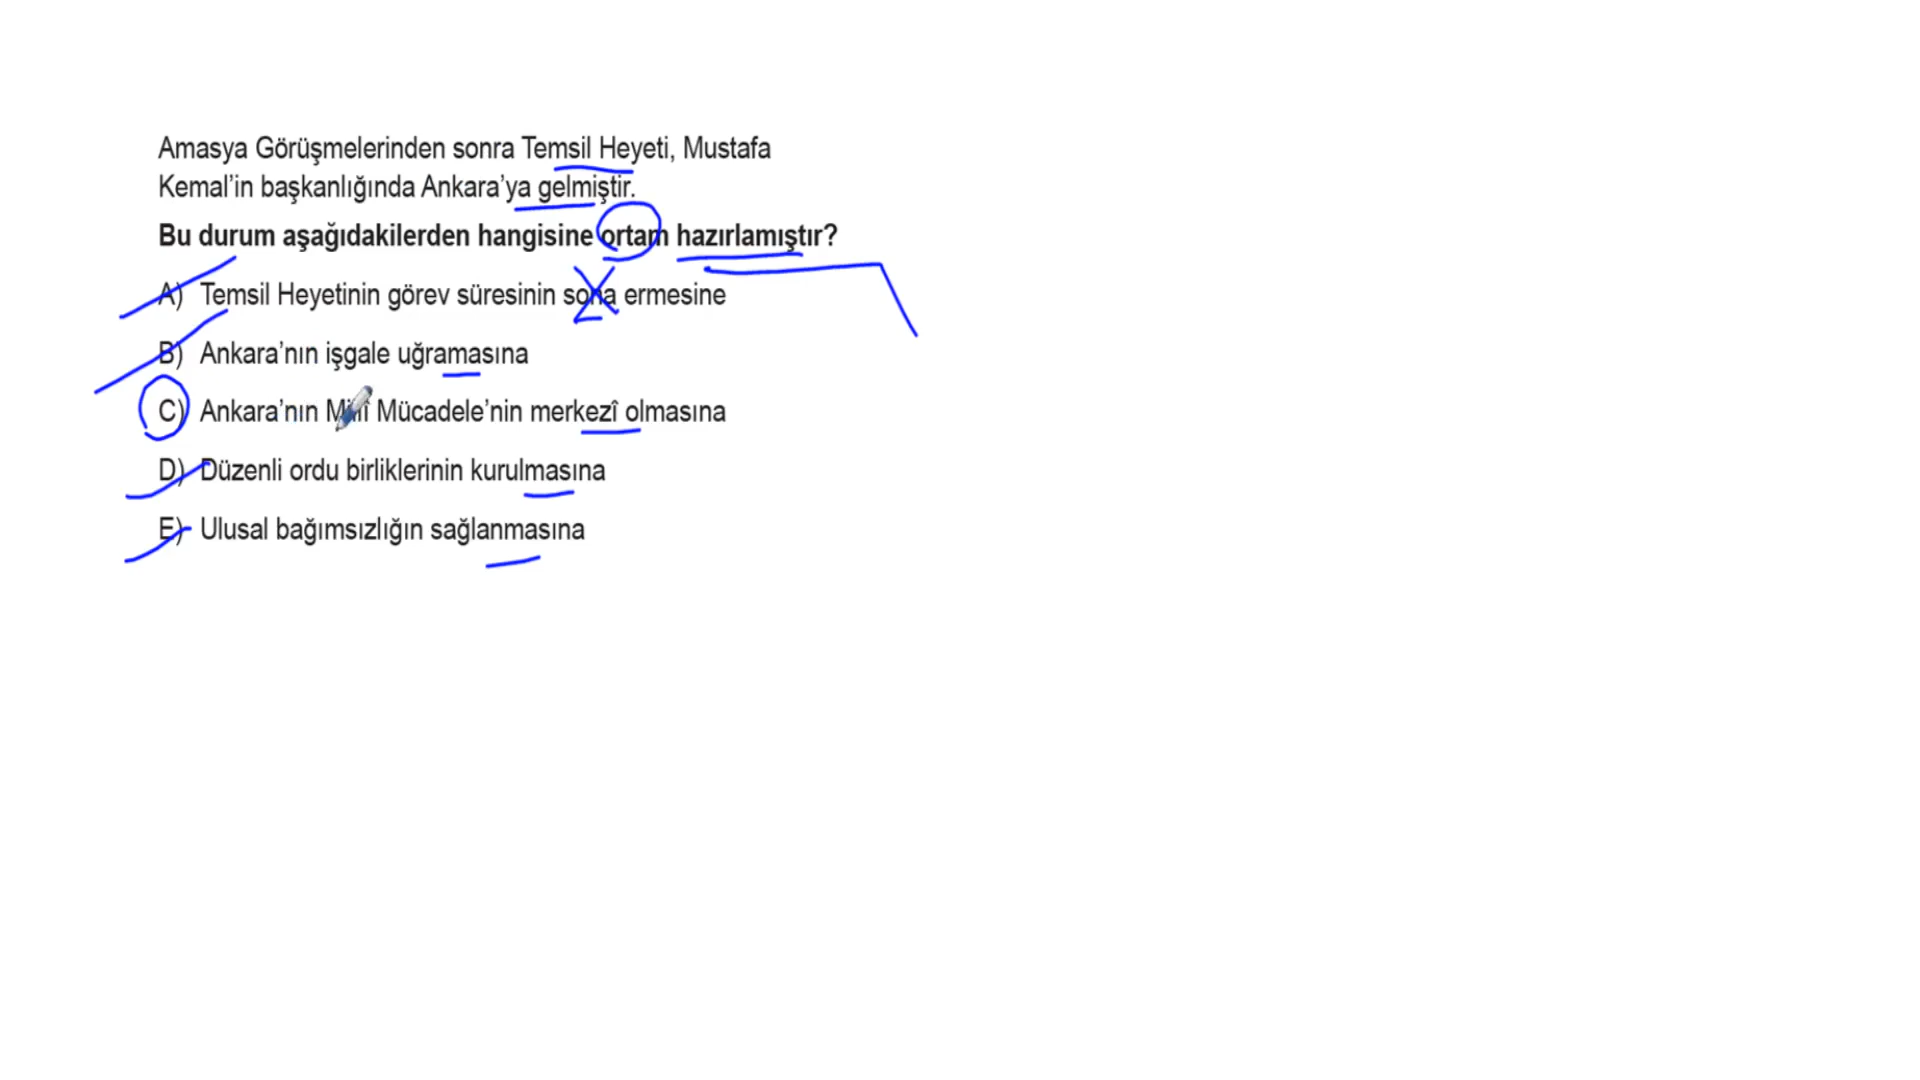 Amasya Görüşmelerinden sonra Temsil Heyeti, Mustafa
Kemal'in başkanlığında Ankara'ya gelmiştir.
Bu durum aşağıdakilerden hangisine ortam hazırlamıştır?
A) Temsil Heyetinin görev süresinin sona ermesine
B) Ankara'nın işgale uğramasına
C) Ankara'nın Millî Mücadele'nin merkezî olmasına
D) Düzenli ordu birliklerinin kurulmasına
E) Ulusal bağımsızlığın sağlanmasına